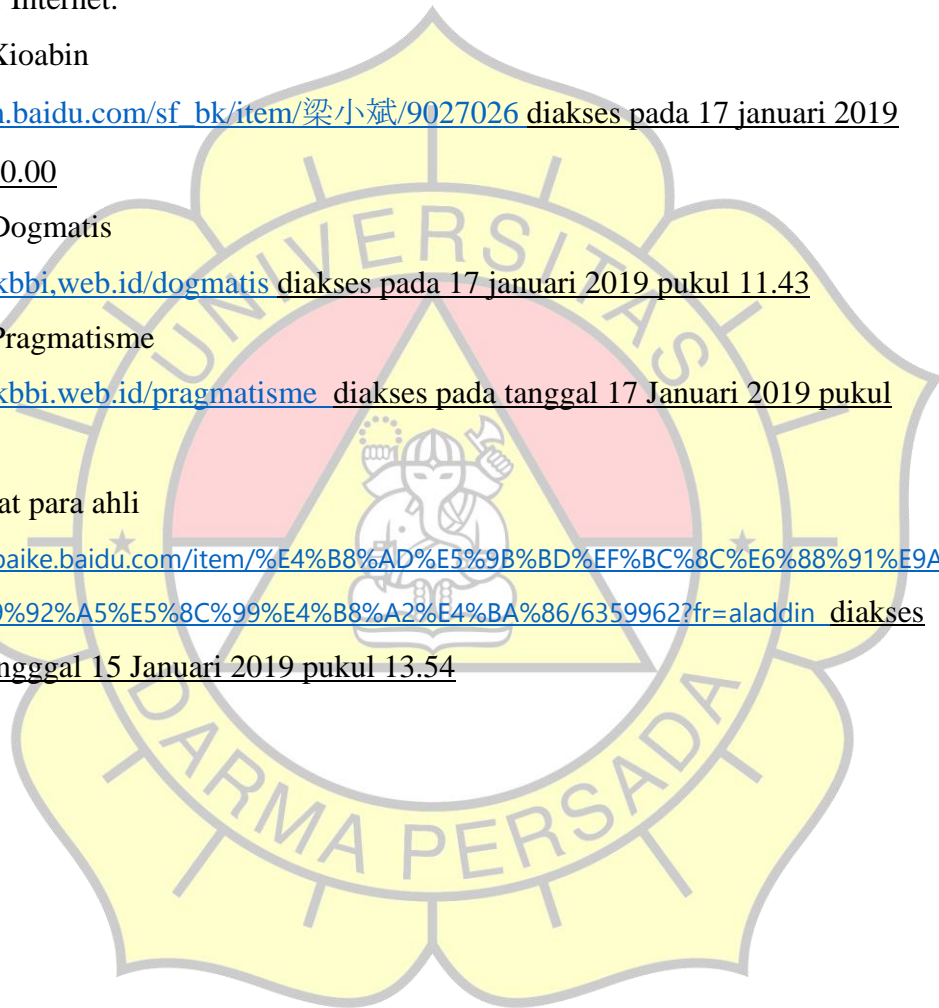 Internet.
Xioabin
n.baidu.com/sf_bk/item/梁小斌/9027026 diakses pada 17 januari 2019
0.00
Dogmatis
kbbi,web.id/dogmatis diakses pada 17 januari 2019 pukul 11.43
Pragmatisme
kbbi.web.id/pragmatisme diakses pada tanggal 17 Januari 2019 pukul
at para ahli
baike.baidu.com/item/%E4%B8%AD%E5%9B%BD%EF%BC%8C%E6%88%91%E9A
9%92%A5%E5%8C%99%E4%B8%A2%E4%BA%86/6359962?fr=aladdin diakses
ngggal 15 Januari 2019 pukul 13.54
UNIVERSITAS
DARMA PERSADA